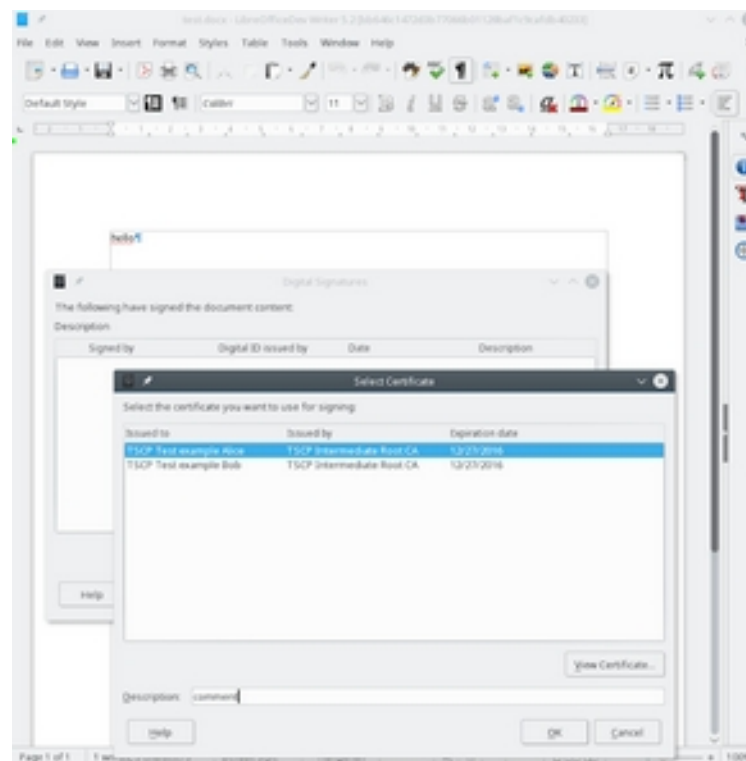 File Edit View Insert Format Styles Table Tools Window Help
Default Style Calibri 11
hello¶
Digital Signatures
The following have signed the document content:
Description
Signed by Digital ID issued by Date Description
Select Certificate
Select the certificate you want to use for signing:
Issued to Issued by Expiration date
TSCP Test example Alice TSCP Intermediate Root CA 12/27/2016
TSCP Test example Bob TSCP Intermediate Root CA 12/27/2016
Help
View Certificate...
Description: comment
Help OK Cancel
Page 1 of 1